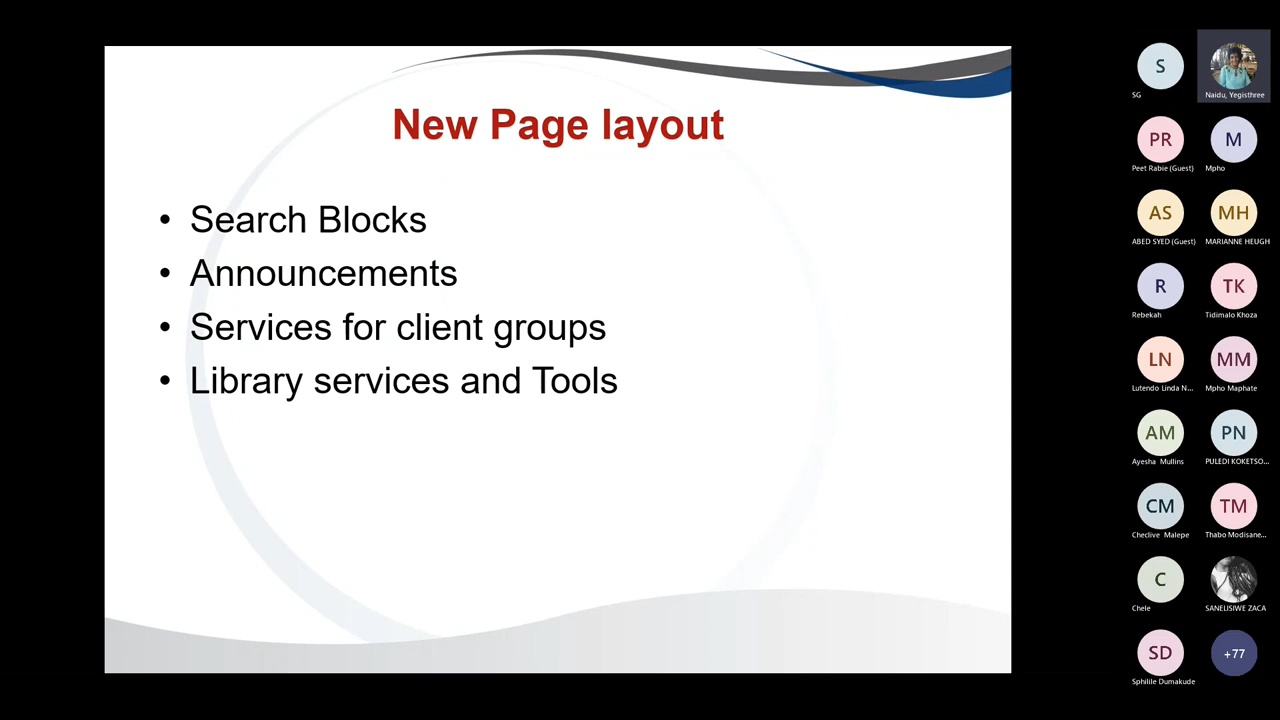 New Page layout
• Search Blocks
• Announcements
• Services for client groups
• Library services and Tools
S
SG
Naidu, Yegisthree
PR
Peet Rabie (Guest)
M
Mpho
AS
ABED SYED (Guest)
MH
MARIANNE HEUGH
R
Rebekah
TK
Tidimalo Khoza
LN
Lutendo Linda N...
MM
Mpho Maphate
AM
Ayesha Mullins
PN
PULEDI KOKETSO...
CM
Checlive Malepe
TM
Thabo Modisane...
C
Chele
SANELISIWE ZACA
SD
Sphilile Dumakude
+77